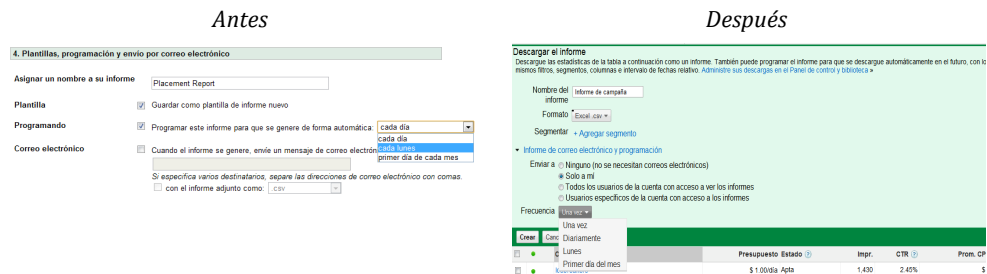 Antes
Después
4. Plantillas, programación y envío por correo electrónico
Asignar un nombre a su informe
Placement Report
Plantilla
Guardar como plantilla de informe nuevo
Programando
Programar este informe para que se genere de forma automática: cada día
cada día
cada lunes
primer día de cada mes
Correo electrónico
Cuando el informe se genere, envíe un mensaje de correo electrón
Si especifica varios destinatarios, separe las direcciones de correo electrónico con comas.
con el informe adjunto como: .csv
Descargar el informe
Descargue las estadísticas de la tabla a continuación como un informe. También puede programar el informe para que se descargue automáticamente en el futuro, con lo
mismos filtros, segmentos, columnas e intervalo de fechas relativo. Administre sus descargas en el Panel de control y biblioteca »
Nombre del informe
Informe de campaña
Formato
Excel .csv
Segmentar + Agregar segmento
Informe de correo electrónico y programación
Enviar a
Ninguno (no se necesitan correos electrónicos)
Solo a mí
Todos los usuarios de la cuenta con acceso a ver los informes
Usuarios específicos de la cuenta con acceso a los informes
Frecuencia
Una vez
Una vez
Diariamente
Lunes
Primer día del mes
Crear
Canc
Presupuesto Estado Impr. CTR Prom. CP
$ 1.00/día Apta 1,430 2.45%